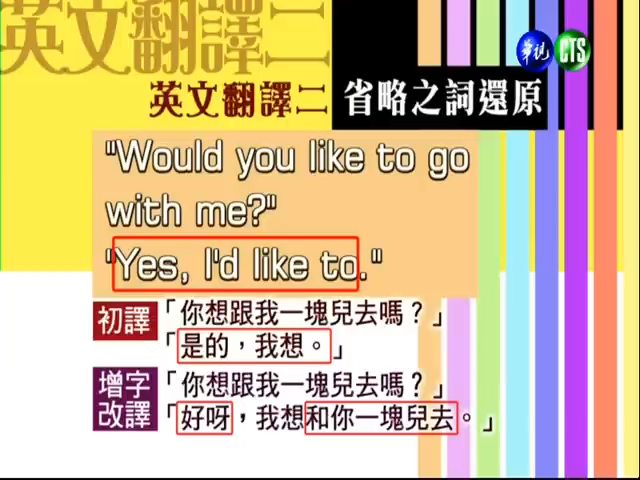 英文翻譯二
華視 CTS
英文翻譯二 省略之詞還原
"Would you like to go
with me?"
"Yes, I'd like to."
初譯 「你想跟我一塊兒去嗎？」
「是的，我想。」
增字 「你想跟我一塊兒去嗎？」
改譯 「好呀，我想和你一塊兒去。」